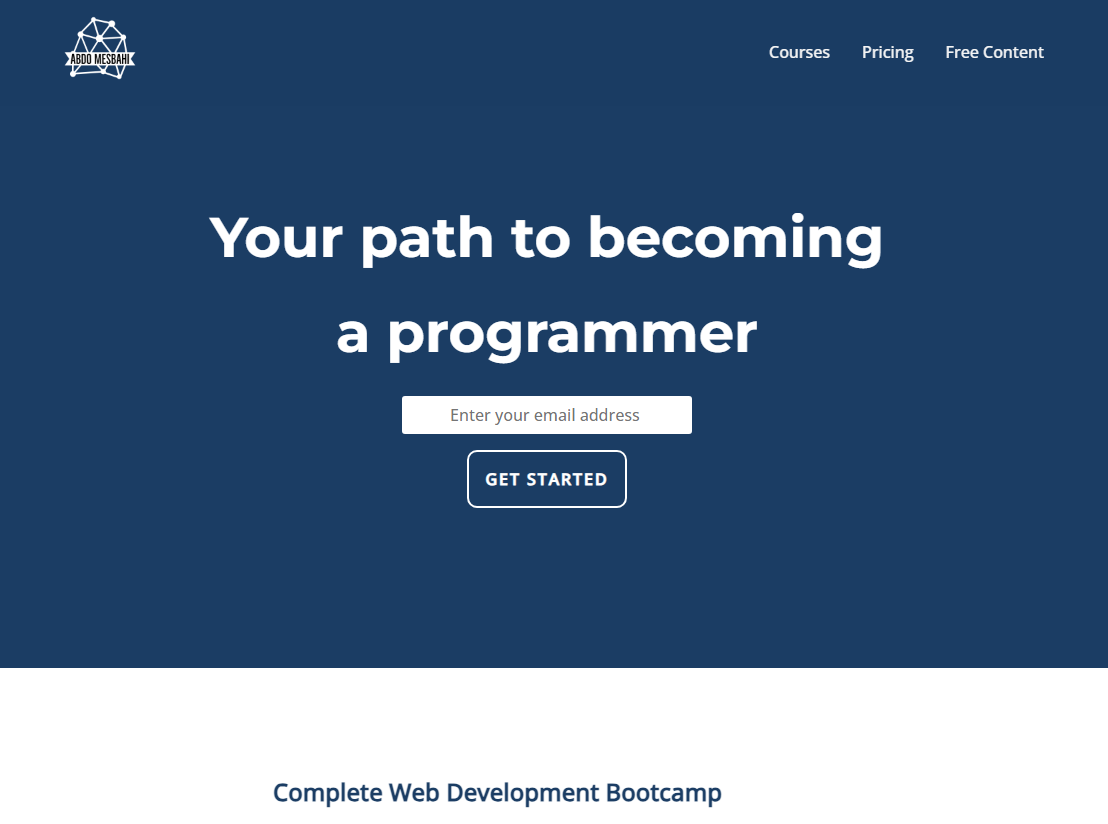 ABDO MESBAHI
Courses Pricing Free Content
Your path to becoming
a programmer
Enter your email address
GET STARTED
Complete Web Development Bootcamp